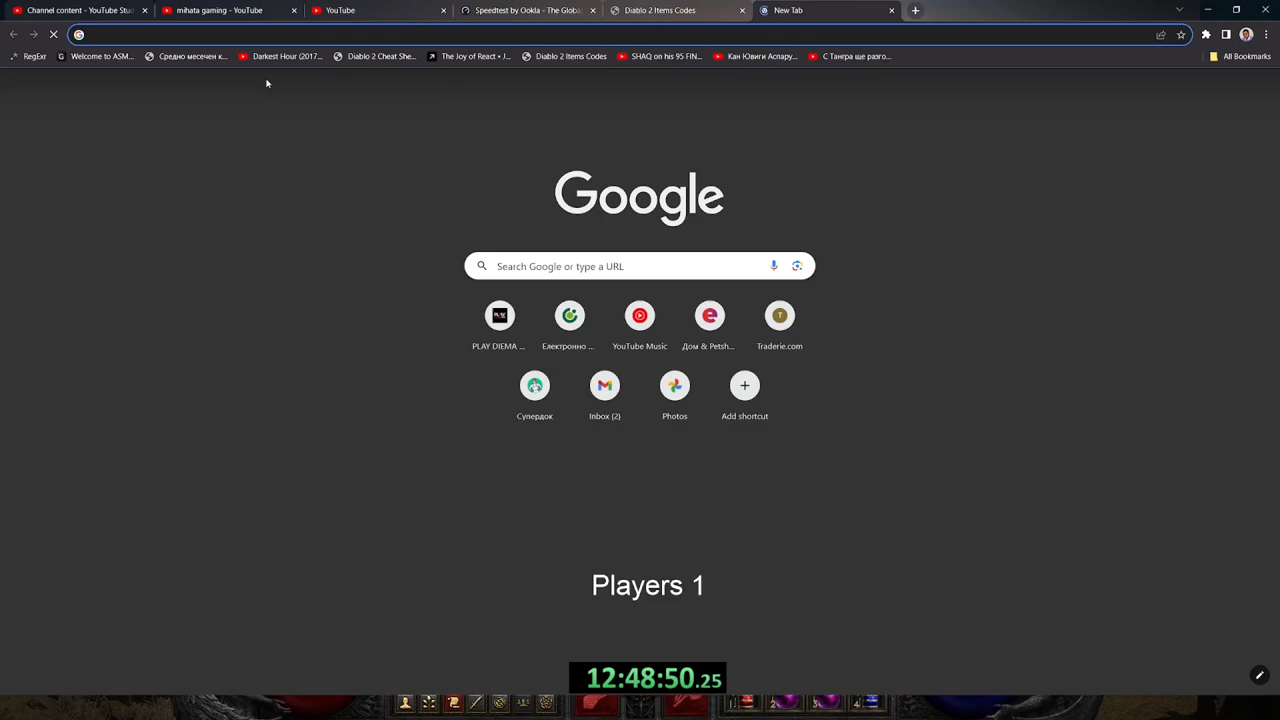 Content content - YouTube Stu
mihata gaming - YouTube
YouTube
Speedtest by Ookla - The Globa
Diablo 2 Items Codes
New Tab
RegExr
Welcome to ASM...
Средно месечен к...
Darkest Hour (2017...
Diablo 2 Cheat She...
The Joy of React • J...
Diablo 2 Items Codes
SHAQ on his 95 FIN...
Кан Ювиги Аспару...
С Тангра ще разго...
All Bookmarks
Google
Search Google or type a URL
PLAY DIEMA ...
Електронно ...
YouTube Music
Дом & Petsh...
Traderie.com
Супердок
Inbox (2)
Photos
Add shortcut
Players 1
12:48:50.25